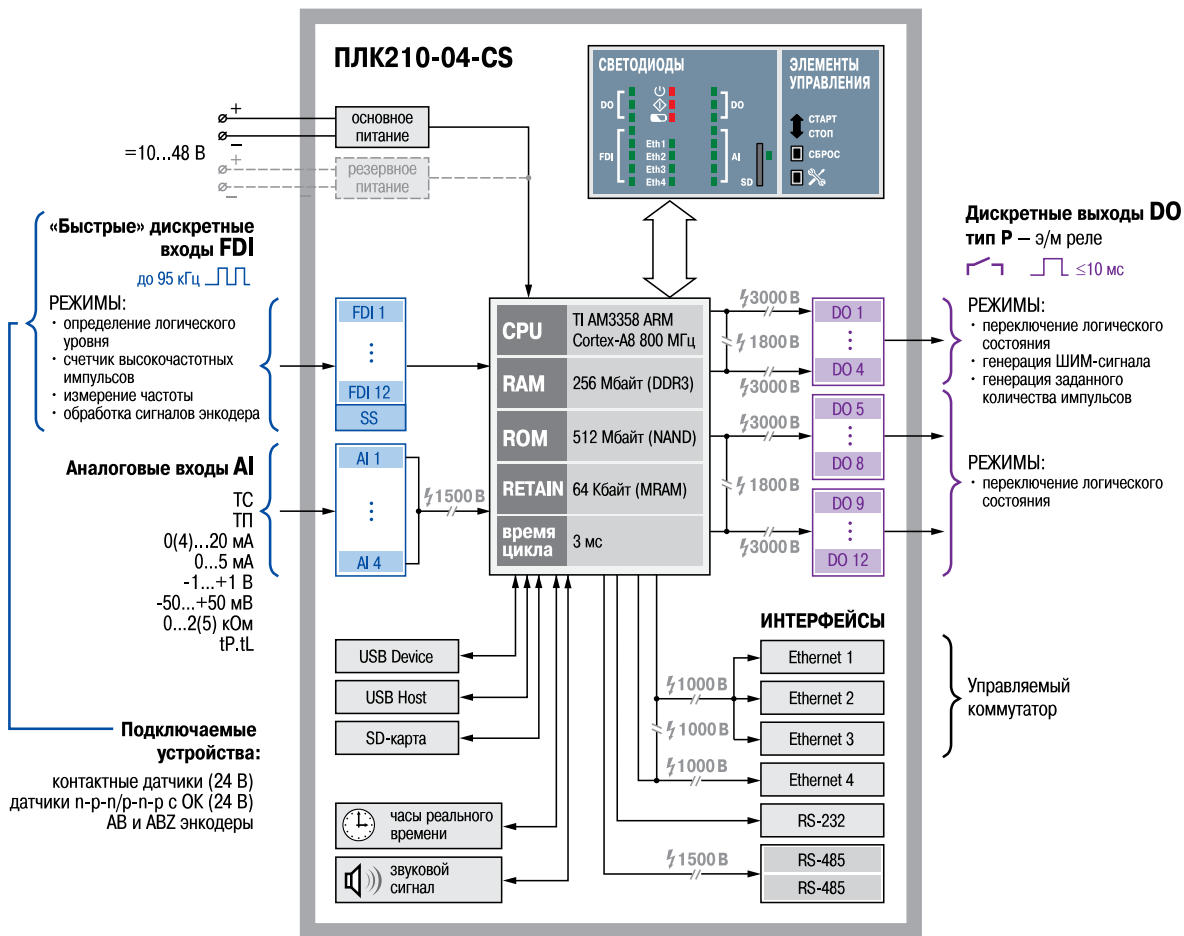 ПЛК210-04-CS
СВЕТОДИОДЫ
DO
DO
Eth1
Eth2
Eth3
Eth4
FDI
AI
SD
ЭЛЕМЕНТЫ
УПРАВЛЕНИЯ
СТАРТ
СТОП
СБРОС
+
−
=10...48 В
+
−
основное
питание
резервное
питание
«Быстрые» дискретные
входы FDI
до 95 кГц
РЕЖИМЫ:
· определение логического
уровня
· счетчик высокочастотных
импульсов
· измерение частоты
· обработка сигналов энкодера
Аналоговые входы AI
ТС
ТП
0(4)...20 мА
0...5 мА
-1...+1 В
-50...+50 мВ
0...2(5) кОм
tP.tL
Подключаемые
устройства:
контактные датчики (24 В)
датчики n-p-n/p-n-p с ОК (24 В)
AB и ABZ энкодеры
FDI 1
FDI 12
SS
AI 1
AI 4
1500 В
CPU
TI AM3358 ARM
Cortex-A8 800 МГц
RAM
256 Мбайт (DDR3)
ROM
512 Мбайт (NAND)
RETAIN
64 Кбайт (MRAM)
время
цикла
3 мс
3000 В
1800 В
3000 В
3000 В
1800 В
3000 В
DO 1
DO 4
DO 5
DO 8
DO 9
DO 12
Дискретные выходы DO
тип Р – э/м реле
≤10 мс
РЕЖИМЫ:
· переключение логического
состояния
· генерация ШИМ-сигнала
· генерация заданного
количества импульсов
РЕЖИМЫ:
· переключение логического
состояния
USB Device
USB Host
SD-карта
часы реального
времени
звуковой
сигнал
ИНТЕРФЕЙСЫ
1000 В
1000 В
1000 В
1500 В
Ethernet 1
Ethernet 2
Ethernet 3
Ethernet 4
RS-232
RS-485
RS-485
Управляемый
коммутатор